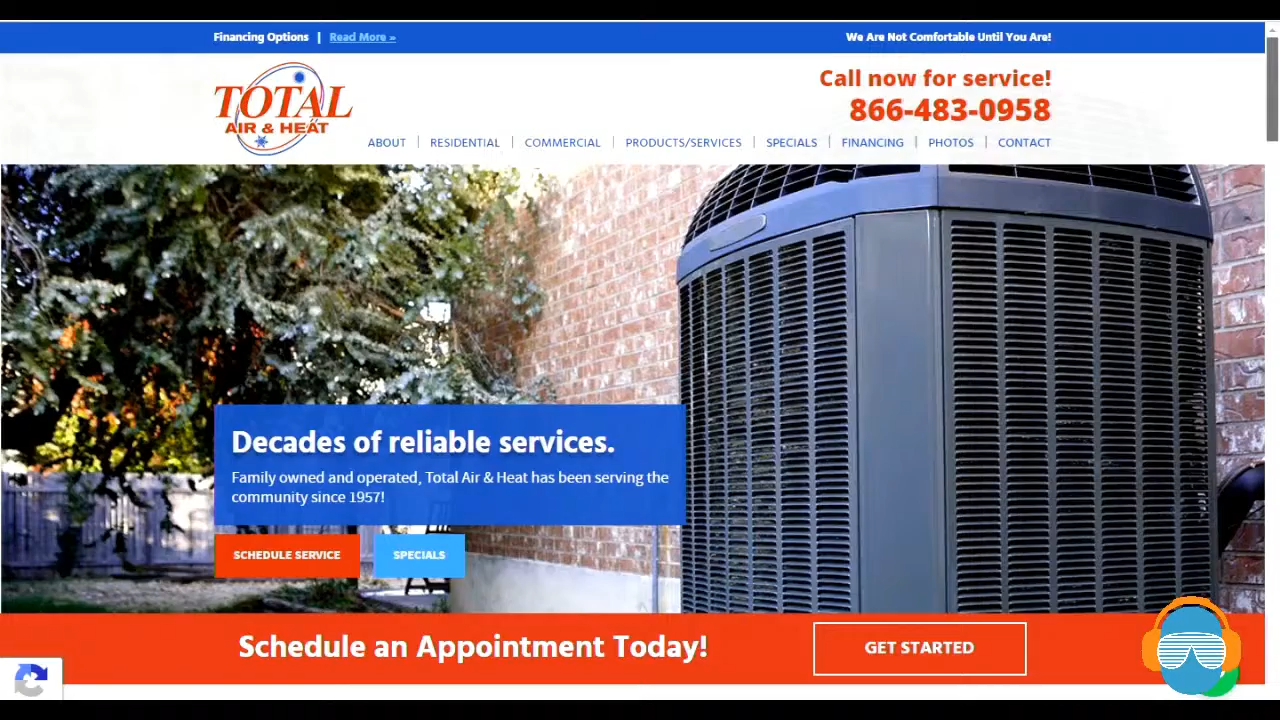 Financing Options | Read More »
We Are Not Comfortable Until You Are!
TOTAL
AIR & HEAT
Call now for service!
866-483-0958
ABOUT | RESIDENTIAL | COMMERCIAL | PRODUCTS/SERVICES | SPECIALS | FINANCING | PHOTOS | CONTACT
Decades of reliable services.
Family owned and operated, Total Air & Heat has been serving the
community since 1957!
SCHEDULE SERVICE
SPECIALS
Schedule an Appointment Today!
GET STARTED